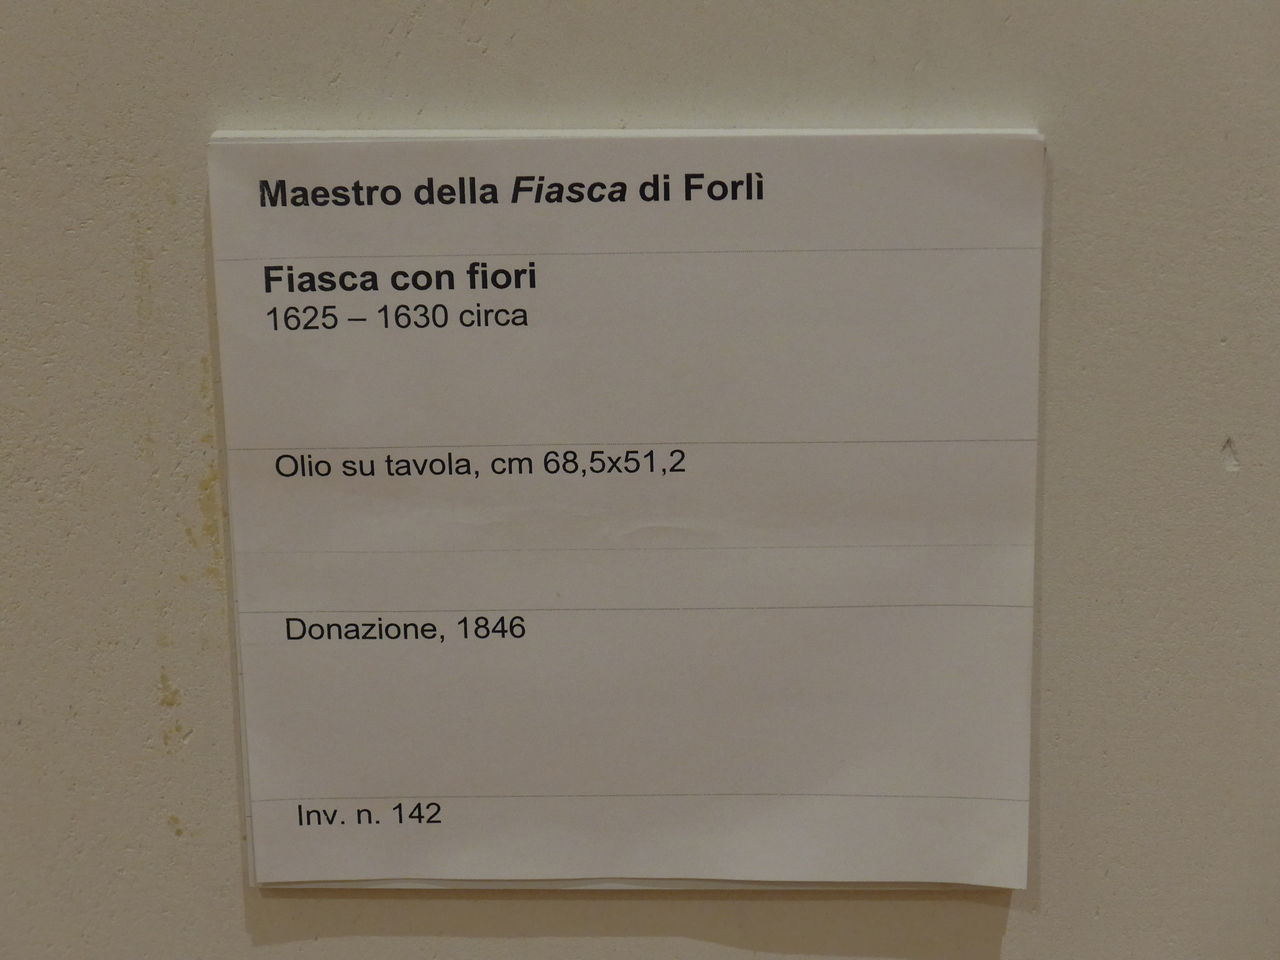 Maestro della Fiasca di Forlì
Fiasca con fiori
1625 – 1630 circa
Olio su tavola, cm 68,5x51,2
Donazione, 1846
Inv. n. 142